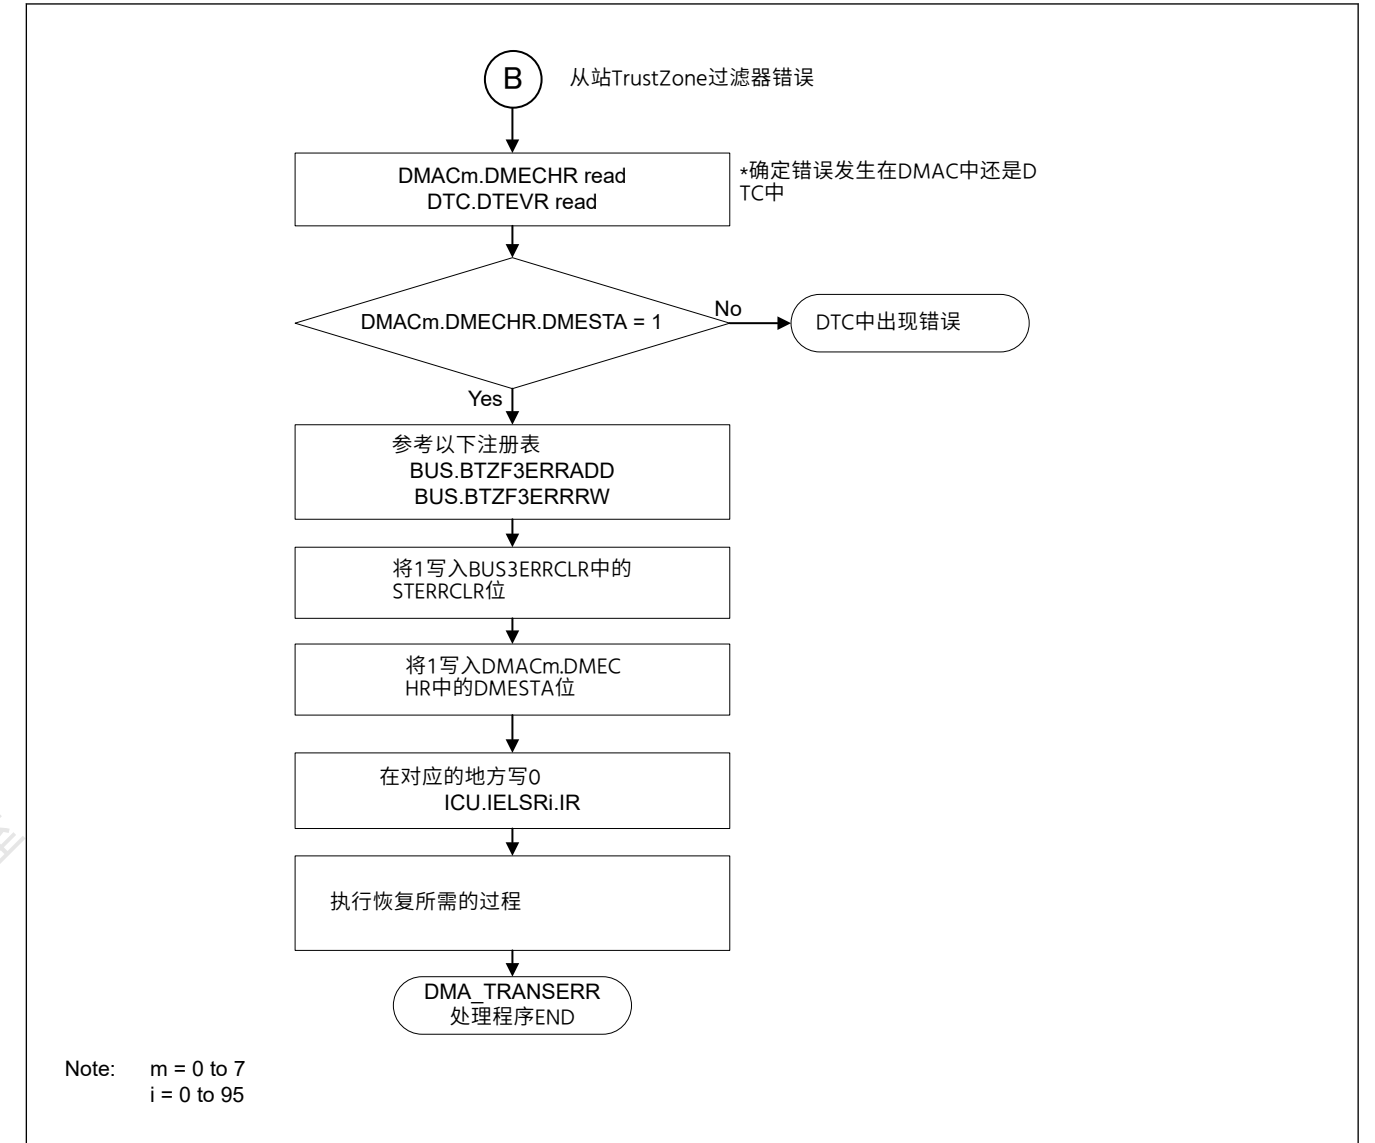 B
从站TrustZone过滤器错误
DMACm.DMECHR read
DTC.DTEVR read
*确定错误发生在DMAC中还是D
TC中
DMACm.DMECHR.DMESTA = 1
No
DTC中出现错误
Yes
参考以下注册表
BUS.BTZF3ERRADD
BUS.BTZF3ERRRW
将1写入BUS3ERRCLR中的
STERRCLR位
将1写入DMACm.DMEC
HR中的DMESTA位
在对应的地方写0
ICU.IELSRi.IR
执行恢复所需的过程
DMA_TRANSERR
处理程序END
Note: m = 0 to 7
i = 0 to 95